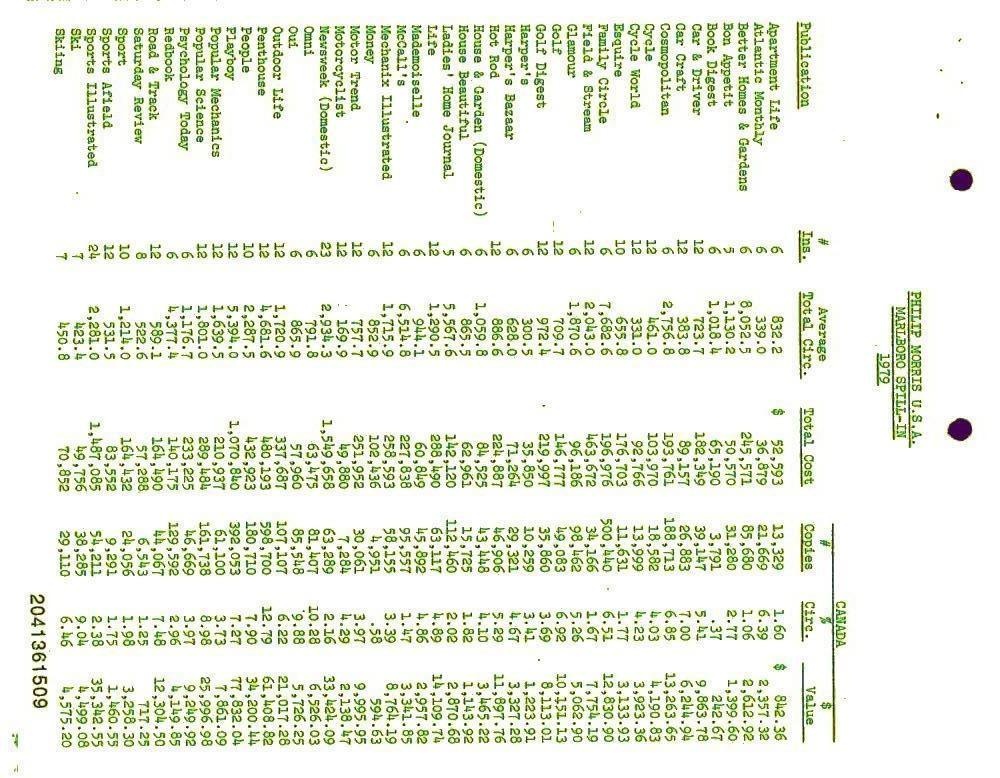 PHILIP MORRIS U.S.A.
MARLBORO SPILL-IN
1979
CANADA
Publication # Ins. Average Total Circ. Total Cost # Copies % Circ. Value
Apartment Life 6 832.2 $ 52,593 13,329 1.60 $ 842.36
Atlantic Monthly 6 339.0 36,879 21,669 6.39 2,357.32
Better Homes & Gardens 6 8,052.5 245,571 85,680 1.06 2,612.92
Bon Appetit 5 1,130.2 50,570 31,280 2.77 1,399.60
Book Digest 6 1,018.4 65,190 3,791 .37 242.67
Car & Driver 12 723.7 182,349 39,147 5.41 9,863.78
Car Craft 12 383.8 89,157 26,883 7.00 6,244.94
Cosmopolitan 6 2,756.8 193,761 188,713 6.85 13,263.65
Cycle 12 461.0 103,970 18,582 4.03 4,190.83
Cycle World 12 331.0 92,766 13,999 4.23 3,923.36
Esquire 10 655.8 176,703 11,631 1.77 3,133.93
Family Circle 6 7,682.6 196,976 500,440 6.51 12,830.90
Field & Stream 12 2,043.0 463,672 34,166 1.67 7,754.19
Glamour 6 1,870.6 96,186 98,462 5.26 5,062.90
Golf 12 709.7 146,777 49,083 6.92 10,151.13
Golf Digest 12 972.4 219,997 35,860 3.69 8,113.01
Harper's 6 300.5 35,850 10,259 3.41 1,223.91
Harper's Bazaar 6 628.0 71,264 29,321 4.67 3,327.28
Hot Rod 12 886.6 224,887 46,906 5.29 11,897.76
House & Garden (Domestic) 6 1,059.8 84,525 43,448 4.10 3,465.22
House Beautiful 6 865.5 62,961 15,725 1.82 1,143.92
Ladies' Home Journal 5 5,567.6 142,120 112,460 2.02 2,870.68
Life 12 1,290.5 288,490 63,117 4.89 14,109.74
Mademoiselle 6 944.1 60,849 45,892 4.86 2,957.82
McCall's 6 6,514.8 227,838 95,557 1.47 3,341.85
Mechanix Illustrated 12 1,715.9 258,593 58,155 3.39 8,764.19
Money 6 852.9 102,436 4,951 .58 594.63
Motor Trend 12 757.7 251,952 30,061 3.97 9,995.95
Motorcyclist 12 169.9 49,880 7,284 4.29 2,138.47
Newsweek (Domestic) 23 2,934.3 1,549,658 63,289 2.16 33,424.09
Omni 6 791.8 63,475 81,407 10.28 6,526.03
Oui 6 865.9 57,960 85,548 9.88 5,726.25
Outdoor Life 12 1,720.9 337,687 107,107 6.22 21,017.28
Penthouse 12 4,681.6 480,193 598,700 12.79 61,408.82
People 10 2,287.5 432,923 180,710 7.90 34,200.44
Playboy 12 5,394.0 1,070,840 392,053 7.27 77,832.04
Popular Mechanics 12 1,639.5 210,937 61,100 3.73 7,861.09
Popular Science 12 1,801.0 289,484 161,738 8.98 25,996.98
Psychology Today 6 1,176.7 233,225 46,669 3.97 9,249.92
Redbook 6 4,377.4 140,175 129,592 2.96 4,149.85
Road & Track 12 589.1 164,490 44,067 7.48 12,304.50
Saturday Review 8 522.6 57,288 6,543 1.25 717.25
Sport 10 1,214.0 164,432 24,056 1.98 3,258.30
Sports Afield 12 531.5 83,552 9,291 1.75 1,460.55
Sports Illustrated 24 2,281.0 1,487,985 54,211 2.38 35,342.55
Ski 7 423.4 49,756 38,285 9.04 4,499.08
Skiing 7 450.8 70,852 29,110 6.46 4,575.20
2041361509